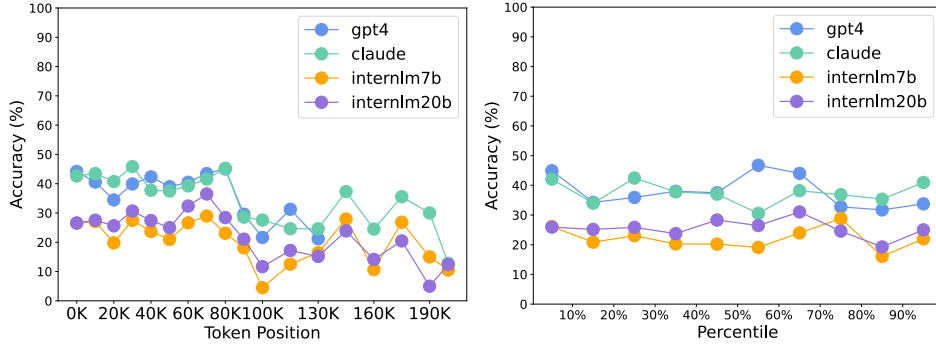 100
90
80
70
60
50
40
30
20
10
0
Accuracy (%)
gpt4
claude
internlm7b
internlm20b
0K 20K 40K 60K 80K 100K 130K 160K 190K
Token Position
100
90
80
70
60
50
40
30
20
10
0
Accuracy (%)
gpt4
claude
internlm7b
internlm20b
10% 20% 30% 40% 50% 60% 70% 80% 90%
Percentile